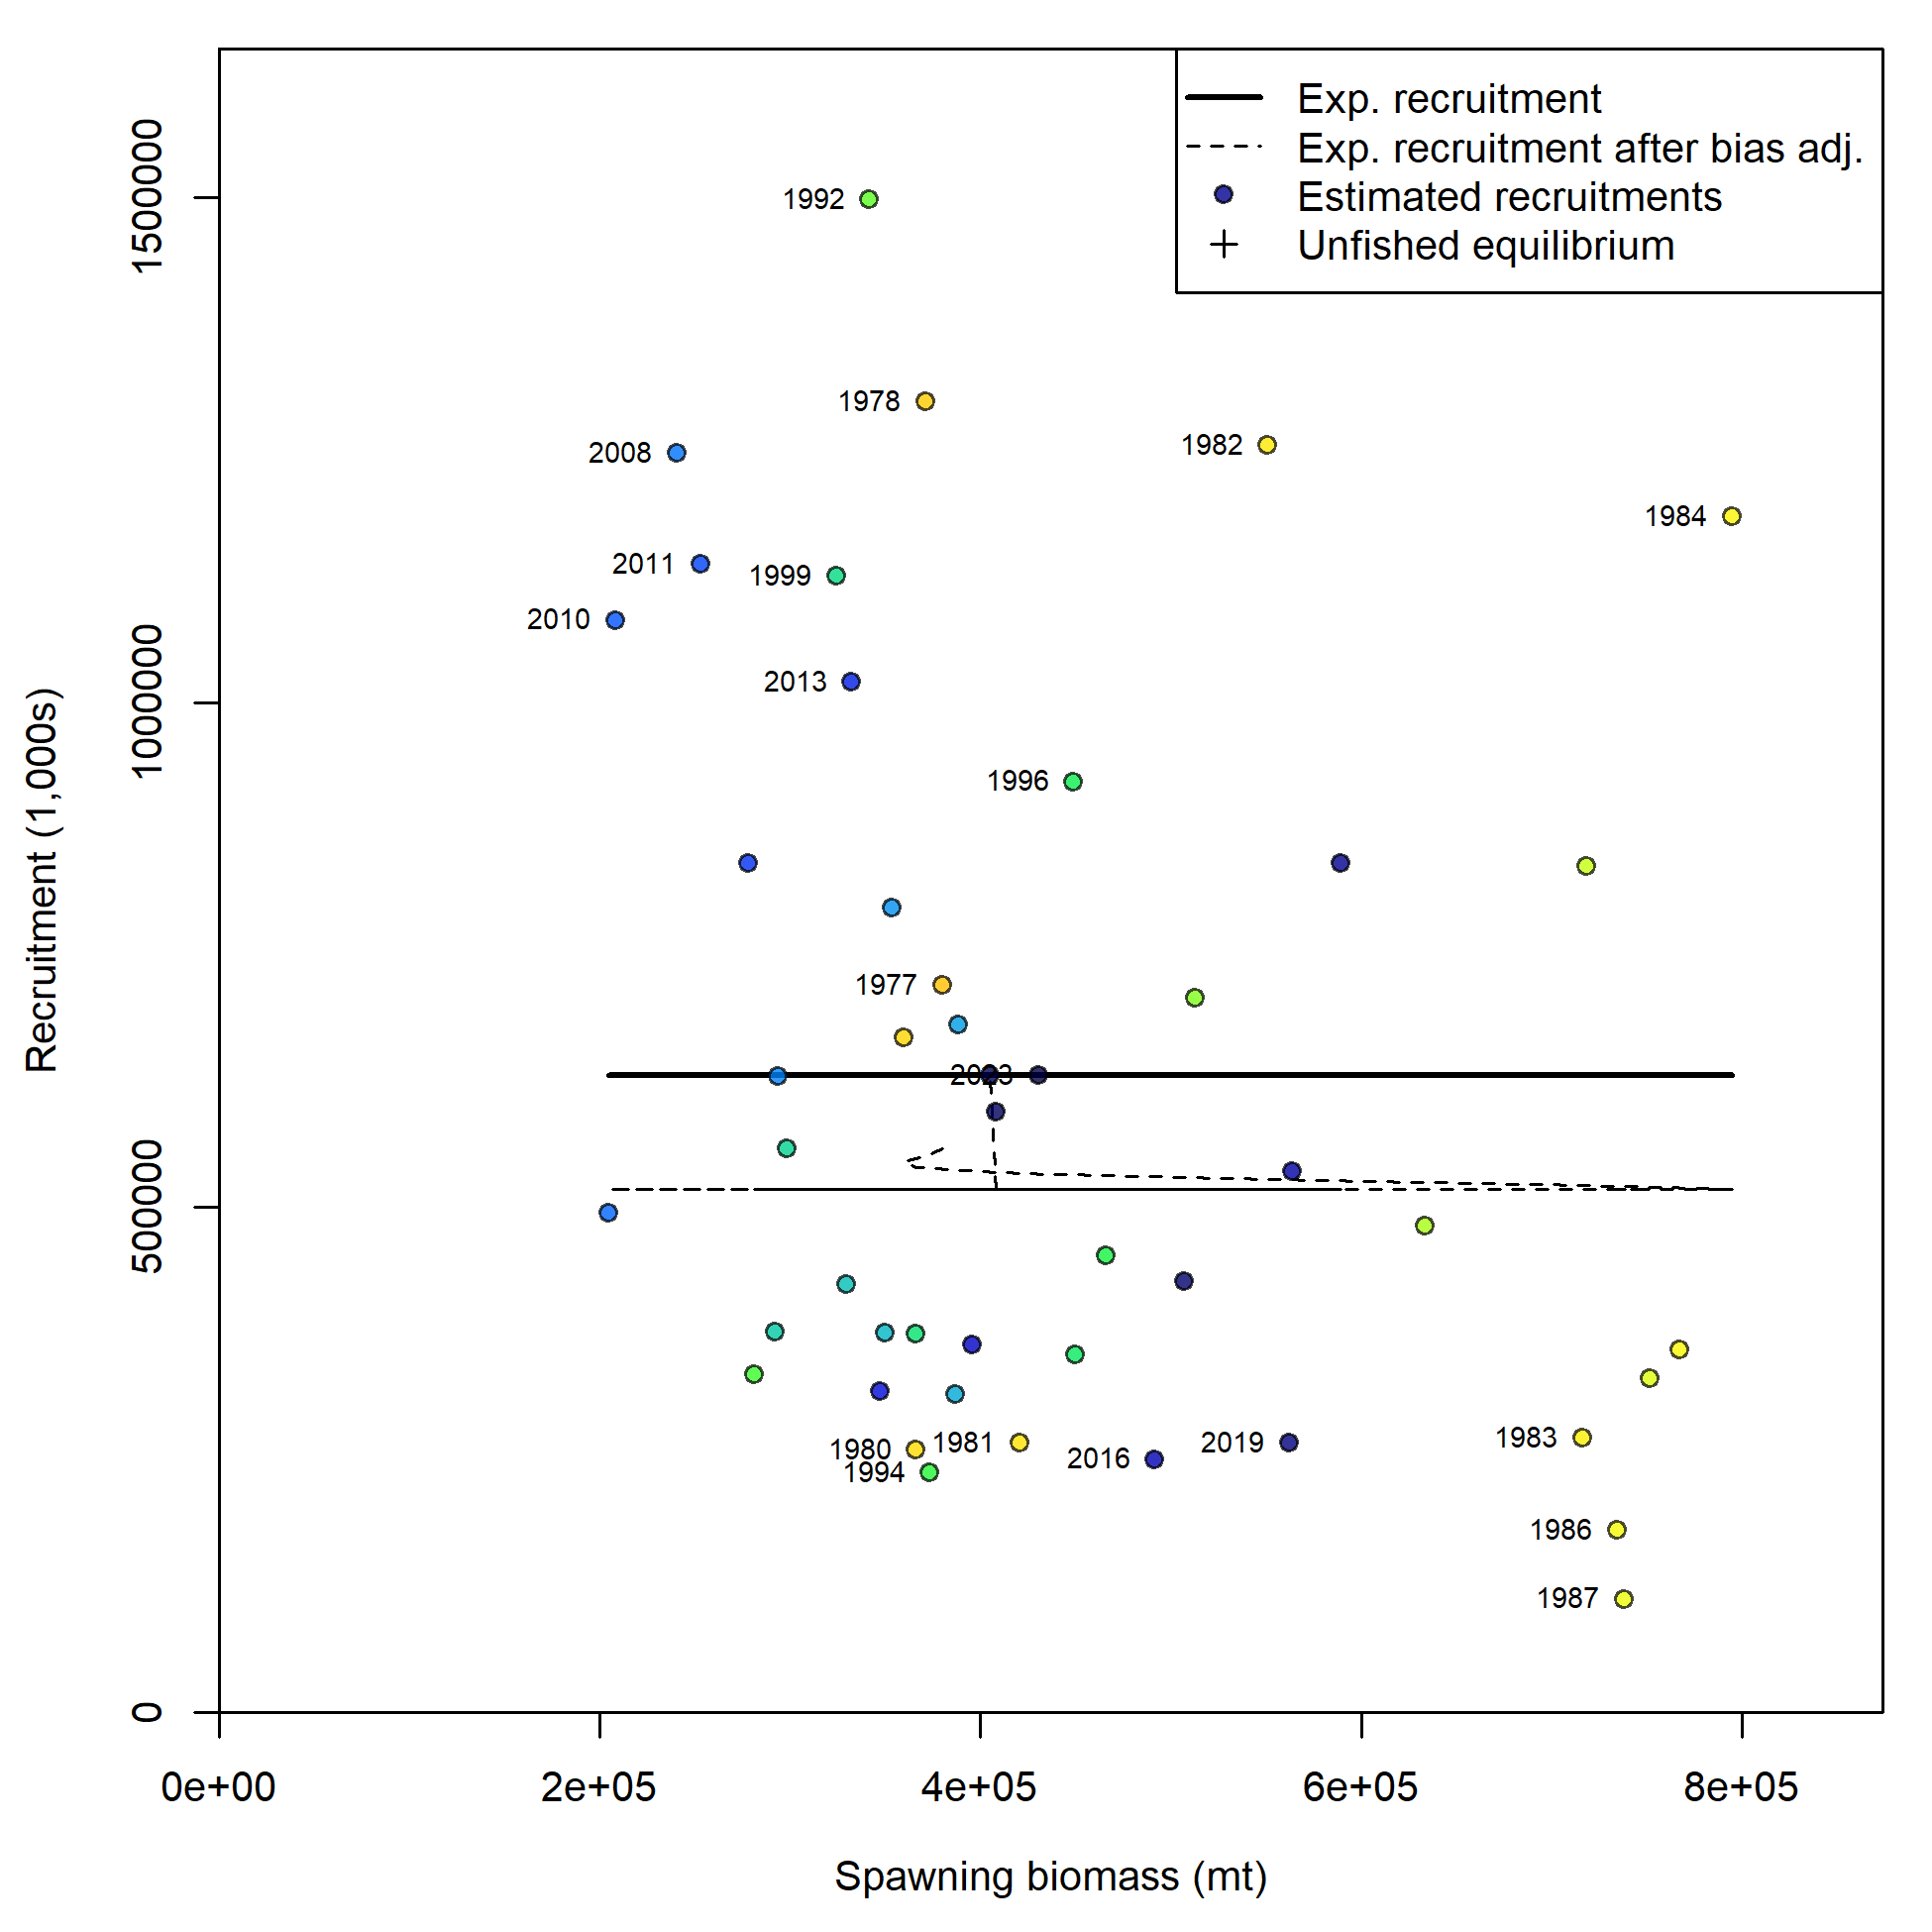 Exp. recruitment
Exp. recruitment after bias adj.
Estimated recruitments
Unfished equilibrium
1992
1978
1982
2008
1984
2011
1999
2010
2013
1996
1977
2023
1980
1981
1994
2016
2019
1983
1986
1987
1500000
1000000
500000
0
Recruitment (1,000s)
0e+00
2e+05
4e+05
6e+05
8e+05
Spawning biomass (mt)